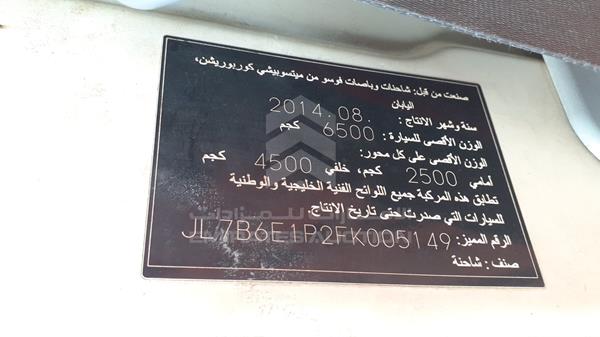 صنعت من قبل: شاحنات وباصات فوسو من ميتسوبيشي كوربوريشن،
اليابان
سنة وشهر الانتاج : 2014.08.
الوزن الأقصى للسيارة : 6500 كجم
الوزن الأقصى على كل محور:
أمامي 2500 كجم، خلفي 4500 كجم
تطابق هذه المركبة جميع اللوائح الفنية الخليجية والوطنية
للسيارات التي صدرت حتى تاريخ الانتاج
الرقم المميز: JL7B6E1P2FK005149
صنف : شاحنة